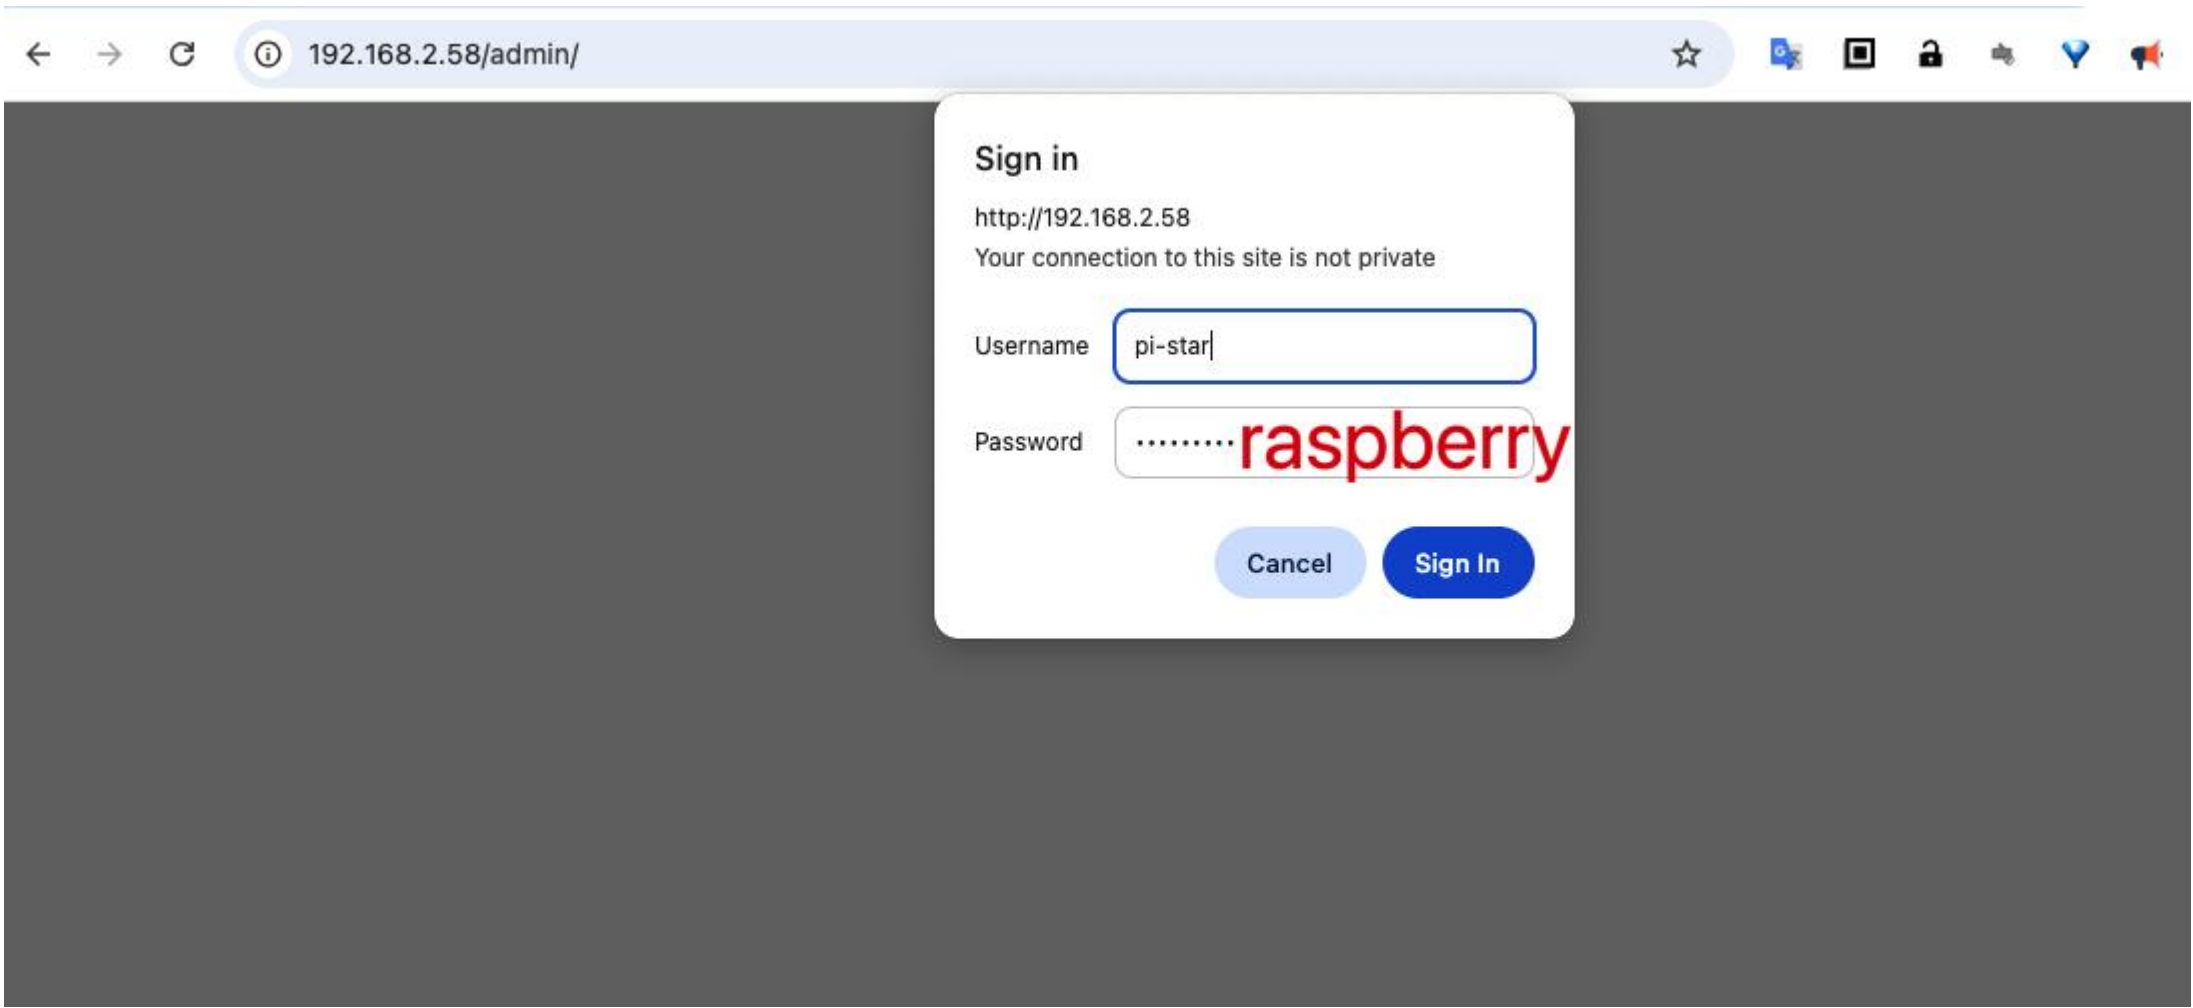 192.168.2.58/admin/
Sign in
http://192.168.2.58
Your connection to this site is not private
Username pi-star
Password ·········raspberry
Cancel Sign In